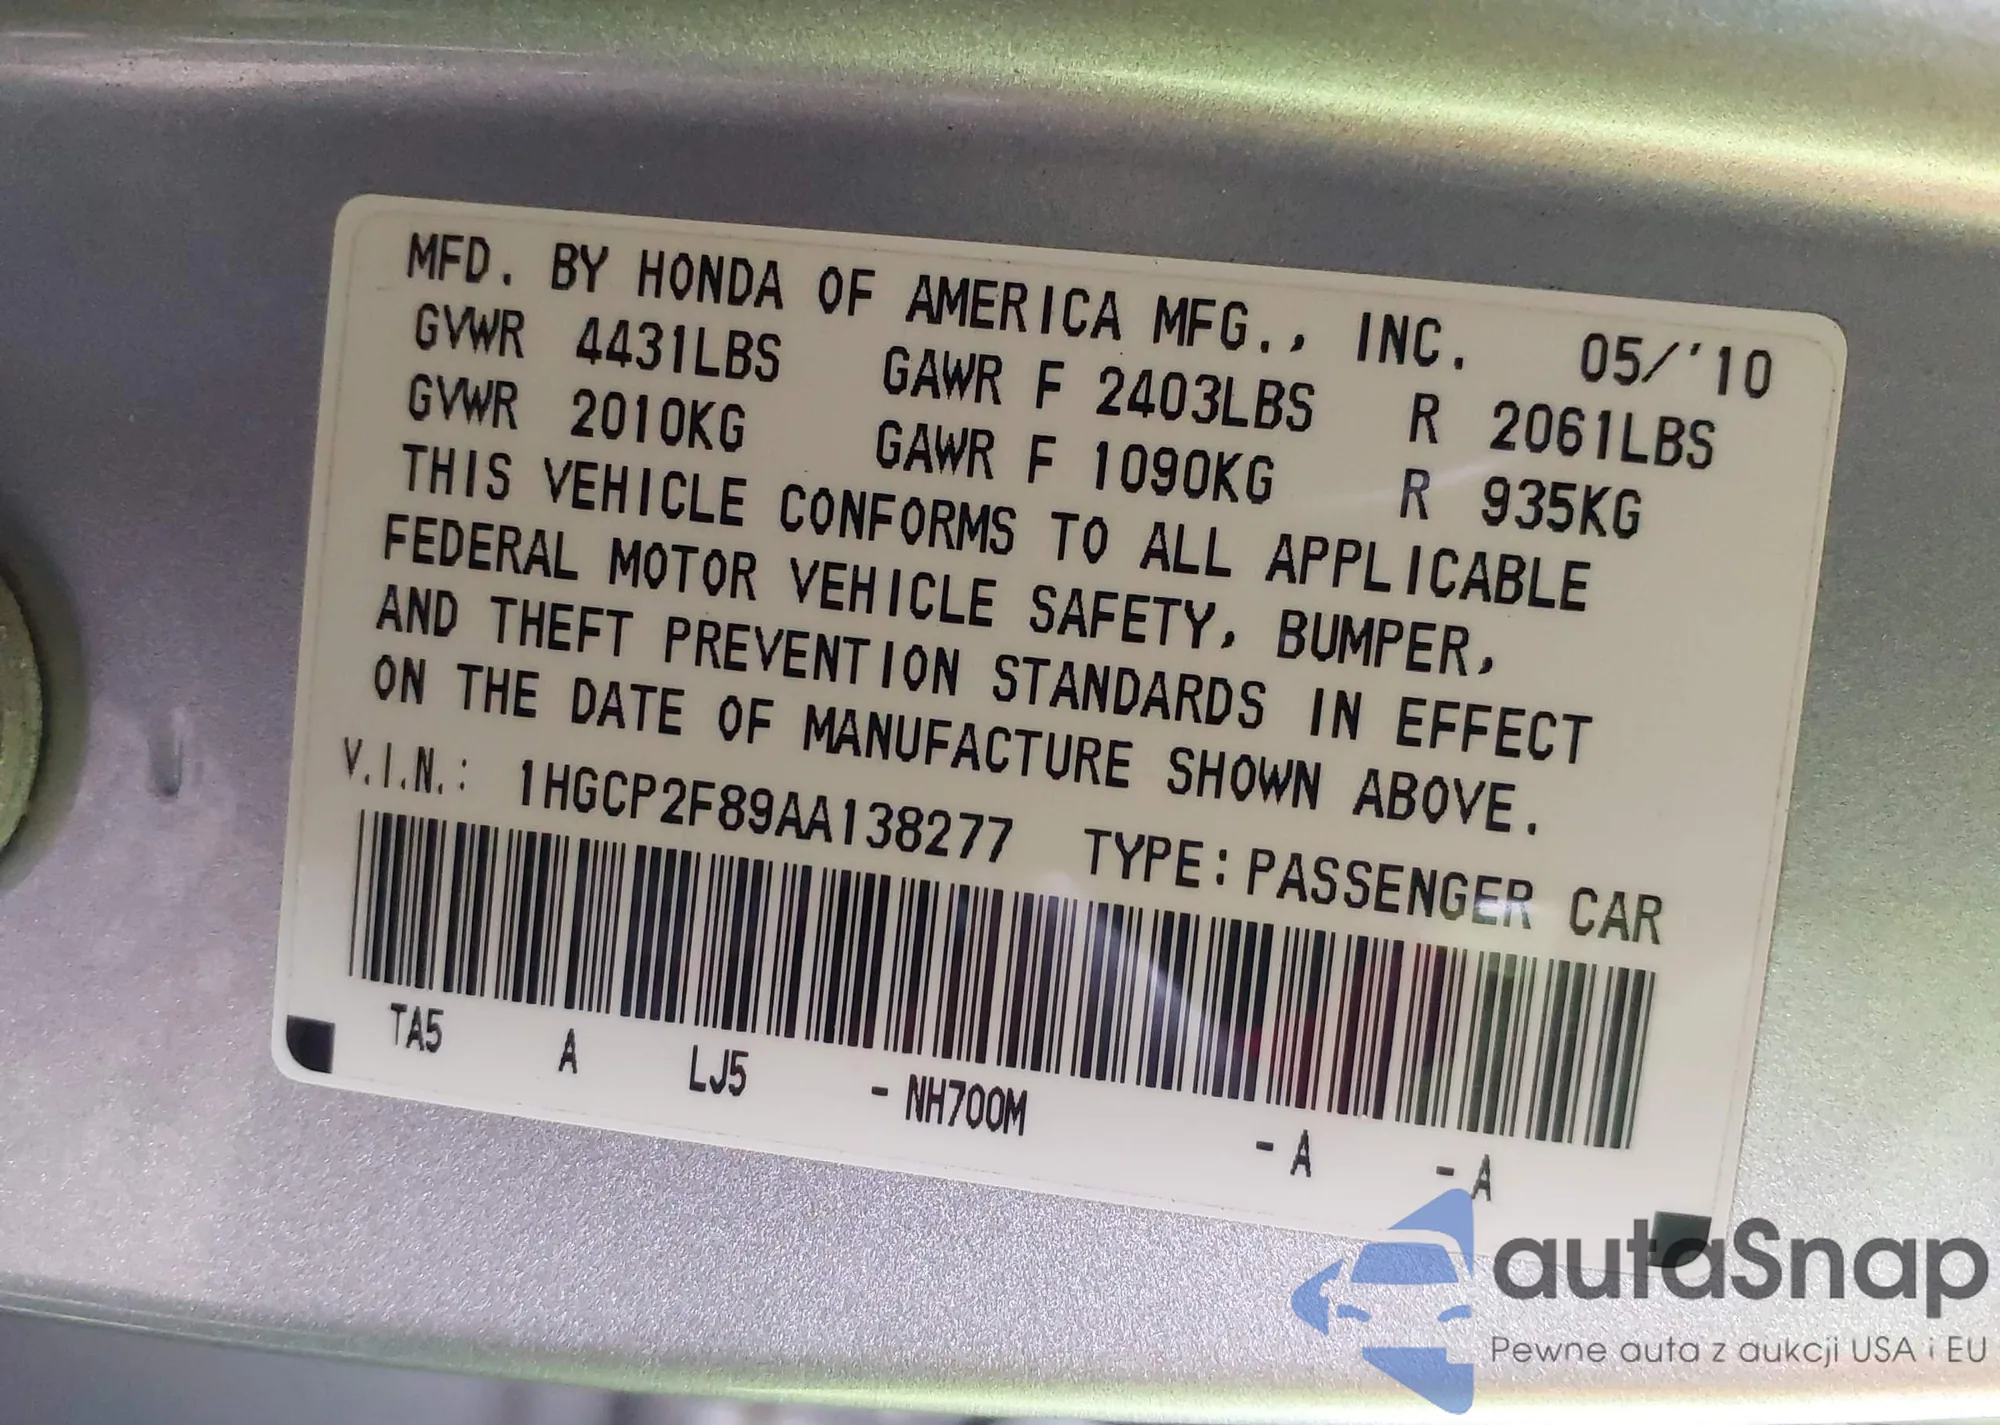 MFD. BY HONDA OF AMERICA MFG., INC. 05/'10
GVWR 4431LBS GAWR F 2403LBS R 2061LBS
GVWR 2010KG GAWR F 1090KG R 935KG
THIS VEHICLE CONFORMS TO ALL APPLICABLE
FEDERAL MOTOR VEHICLE SAFETY, BUMPER,
AND THEFT PREVENTION STANDARDS IN EFFECT
ON THE DATE OF MANUFACTURE SHOWN ABOVE.
V.I.N.: 1HGCP2F89AA138277 TYPE: PASSENGER CAR
TA5 A LJ5 - NH700M - A - A
autaSnap
Pewne auta z aukcji USA i EU